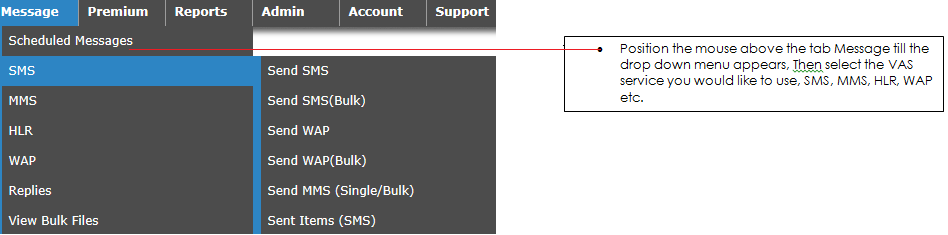 Message Premium Reports Admin Account Support
Scheduled Messages
SMS
MMS
HLR
WAP
Replies
View Bulk Files
Send SMS
Send SMS(Bulk)
Send WAP
Send WAP(Bulk)
Send MMS (Single/Bulk)
Sent Items (SMS)
• Position the mouse above the tab Message till the
drop down menu appears, Then select the VAS
service you would like to use, SMS, MMS, HLR, WAP
etc.